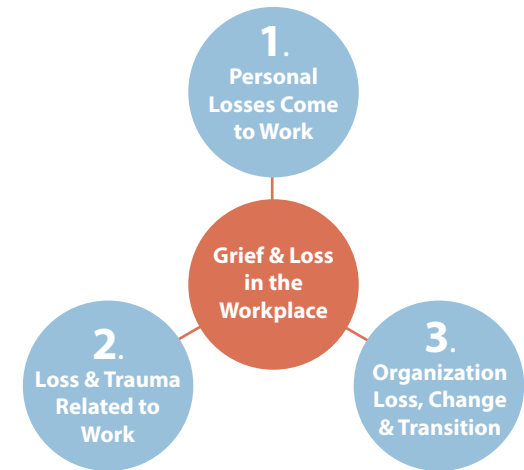 1.
Personal
Losses Come
to Work
Grief & Loss
in the
Workplace
2.
Loss & Trauma
Related to
Work
3.
Organization
Loss, Change
& Transition